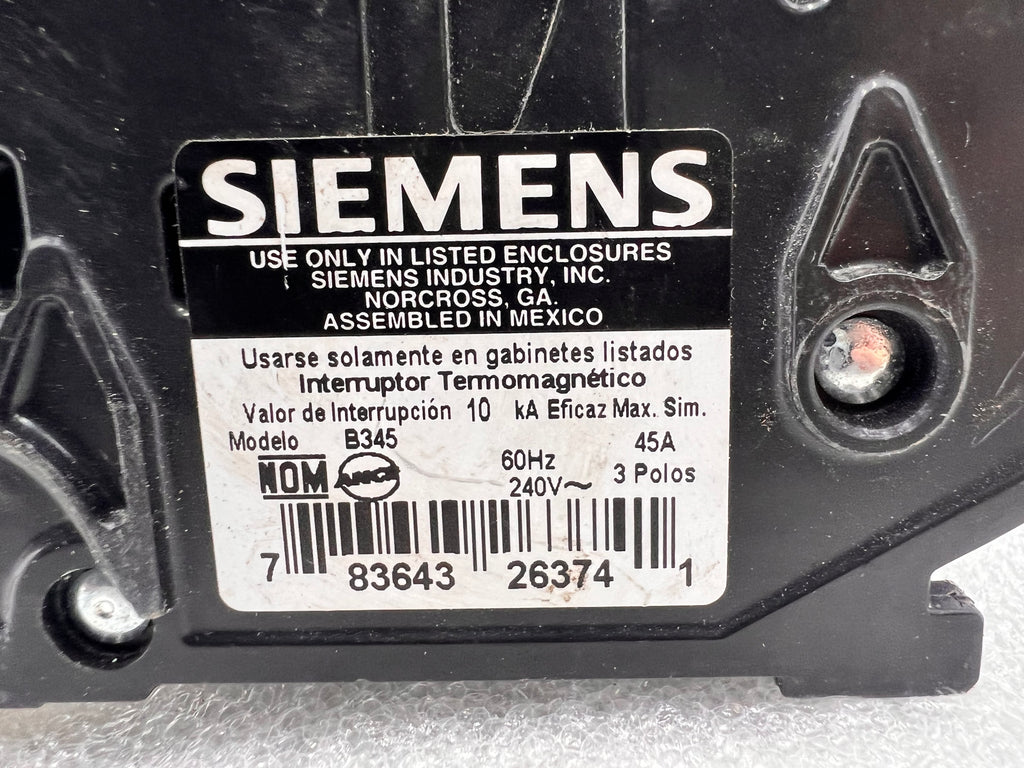 SIEMENS
USE ONLY IN LISTED ENCLOSURES
SIEMENS INDUSTRY, INC.
NORCROSS, GA.
ASSEMBLED IN MEXICO
Usarse solamente en gabinetes listados
Interruptor Termomagnético
Valor de Interrupción 10 kA Eficaz Max. Sim.
Modelo B345 45A
NOM ANCE 60Hz 3 Polos
240V~
7 83643 26374 1